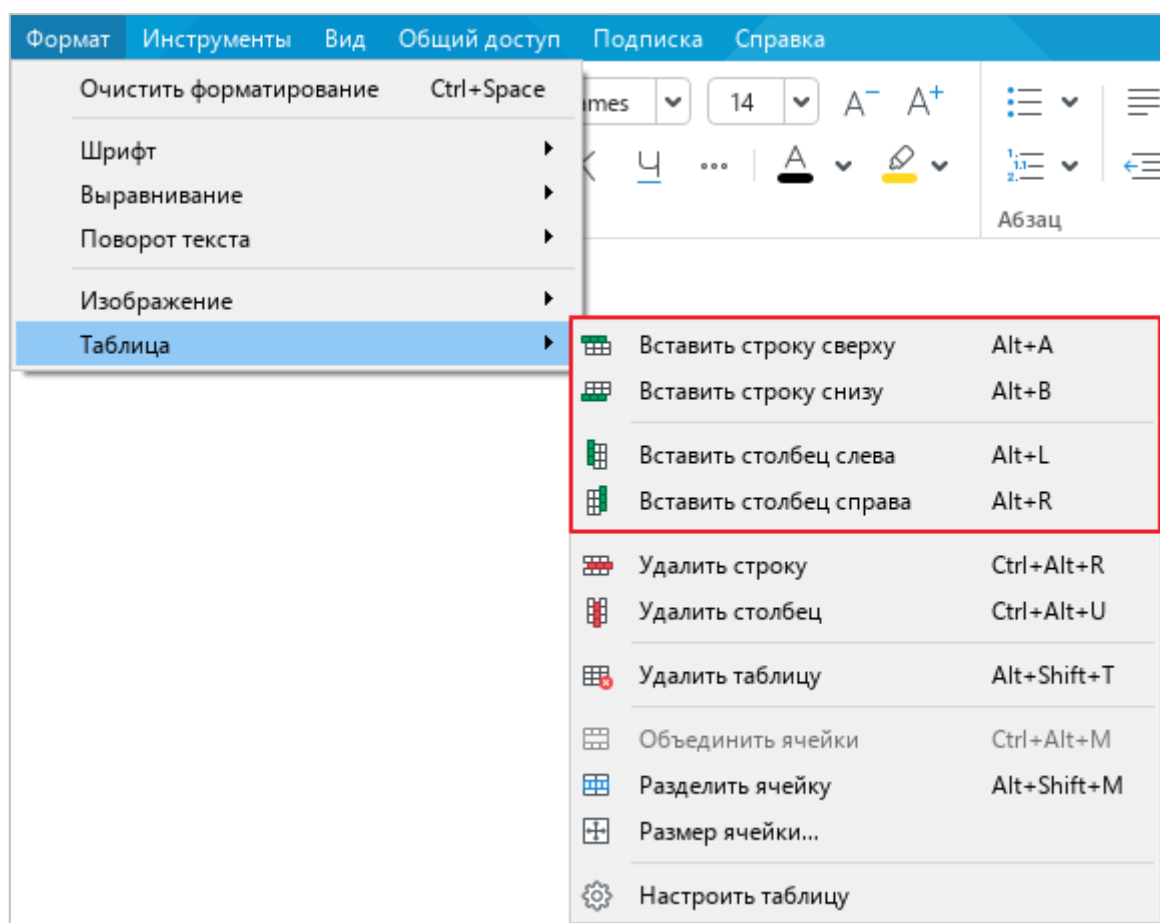 Формат Инструменты Вид Общий доступ Подписка Справка
Очистить форматирование Ctrl+Space
14 A− A+
Шрифт
Ч ... A
Выравнивание
Поворот текста
Абзац
Изображение
Таблица
Вставить строку сверху Alt+A
Вставить строку снизу Alt+B
Вставить столбец слева Alt+L
Вставить столбец справа Alt+R
Удалить строку Ctrl+Alt+R
Удалить столбец Ctrl+Alt+U
Удалить таблицу Alt+Shift+T
Объединить ячейки Ctrl+Alt+M
Разделить ячейку Alt+Shift+M
Размер ячейки...
Настроить таблицу